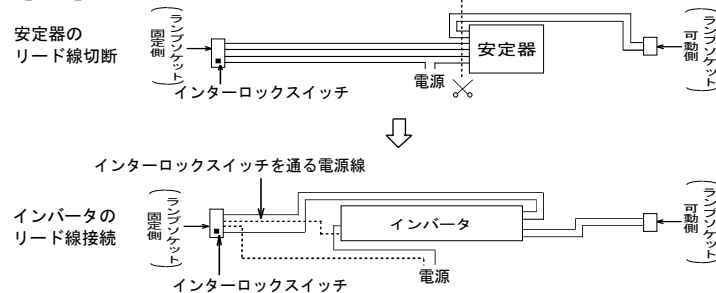 安定器の
リード線切断
(ランプソケット)
固定側
インターロックスイッチ
電源
安定器
(ランプソケット)
可動側
インターロックスイッチを通る電源線
インバータの
リード線接続
(ランプソケット)
固定側
インターロックスイッチ
インバータ
電源
(ランプソケット)
可動側